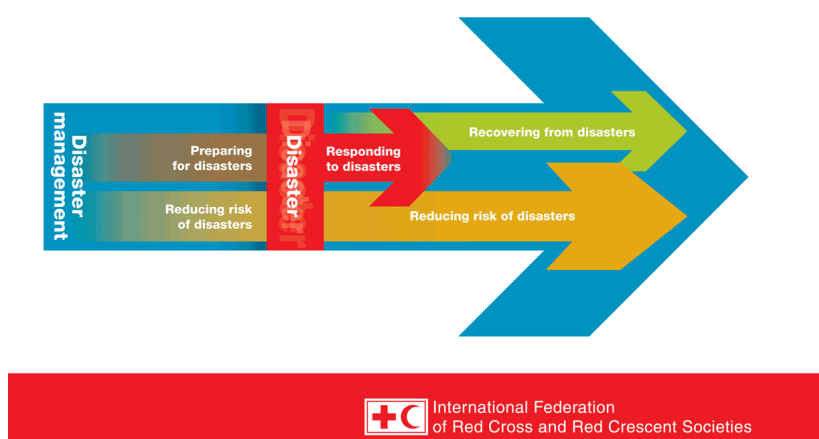 Disaster
management
Preparing
for disasters
Reducing risk
of disasters
Disaster
Disaster
Responding
to disasters
Recovering from disasters
Reducing risk of disasters
International Federation
of Red Cross and Red Crescent Societies